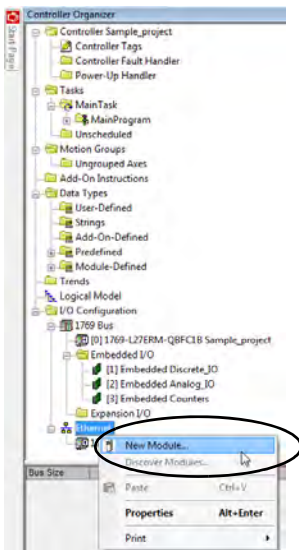 Controller Organizer
Start Page
Controller Sample_project
Controller Tags
Controller Fault Handler
Power-Up Handler
Tasks
MainTask
MainProgram
Unscheduled
Motion Groups
Ungrouped Axes
Add-On Instructions
Data Types
User-Defined
Strings
Add-On-Defined
Predefined
Module-Defined
Trends
Logical Model
I/O Configuration
1769 Bus
[0] 1769-L27ERM-QBFC1B Sample_project
Embedded I/O
[1] Embedded Discrete_IO
[2] Embedded Analog_IO
[3] Embedded Counters
Expansion I/O
Ethernet
New Module...
Discover Modules...
Bus Size
Paste Ctrl+V
Properties Alt+Enter
Print